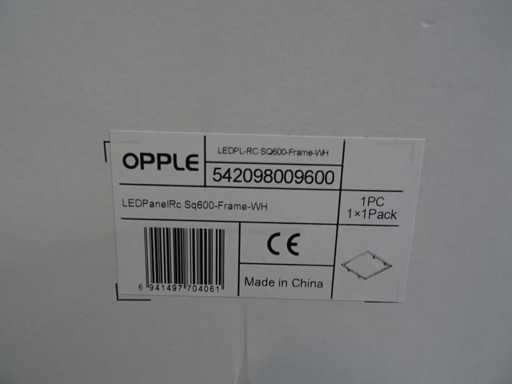 OPPLE
LEDPL-RC SQ600-Frame-WH
542098009600
LEDPanelRc Sq600-Frame-WH
1PC
1×1Pack
CE
Made in China
6 941497 704061